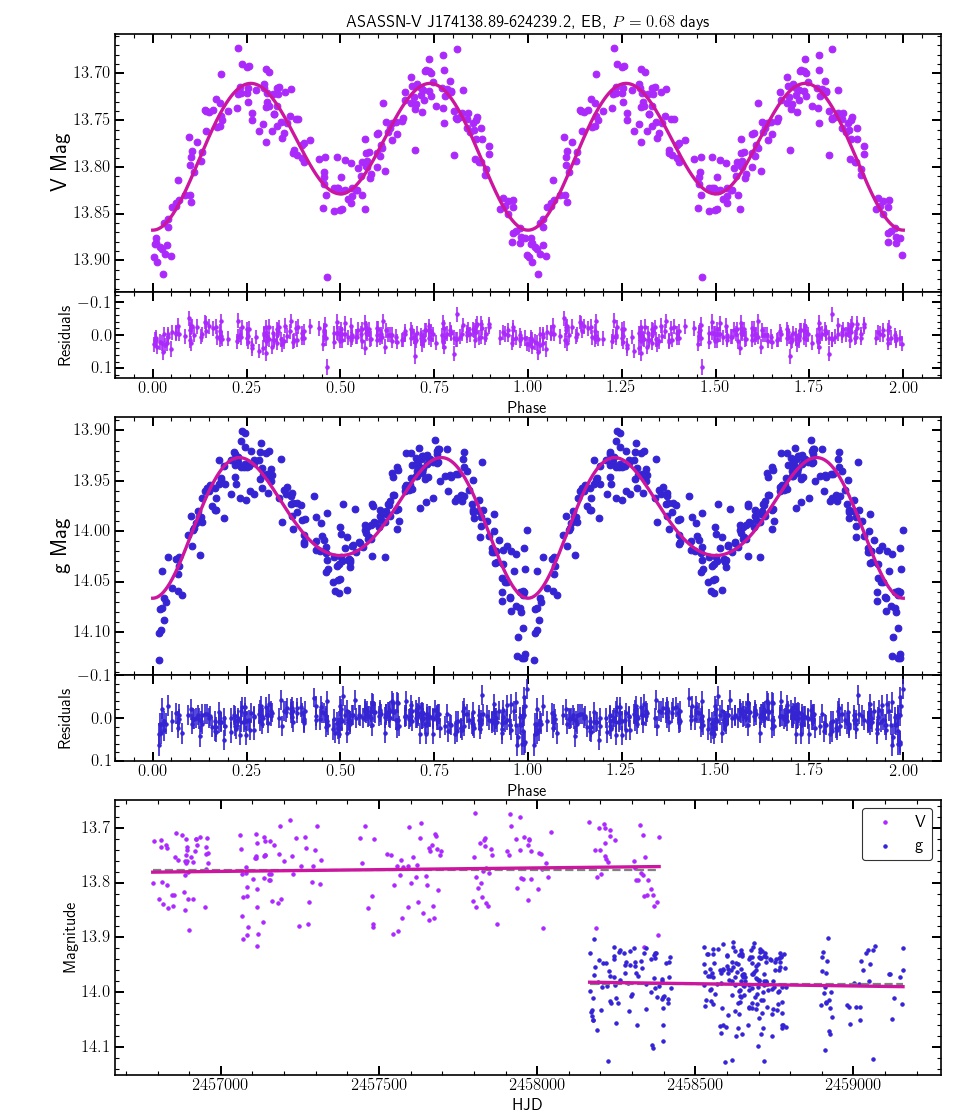 ASASSN-V J174138.89-624239.2, EB, P = 0.68 days
V Mag
13.70
13.75
13.80
13.85
13.90
Residuals
−0.1
0.0
0.1
0.00 0.25 0.50 0.75 1.00 1.25 1.50 1.75 2.00
Phase
g Mag
13.90
13.95
14.00
14.05
14.10
Residuals
−0.1
0.0
0.1
0.00 0.25 0.50 0.75 1.00 1.25 1.50 1.75 2.00
Phase
Magnitude
13.7
13.8
13.9
14.0
14.1
V
g
2457000 2457500 2458000 2458500 2459000
HJD